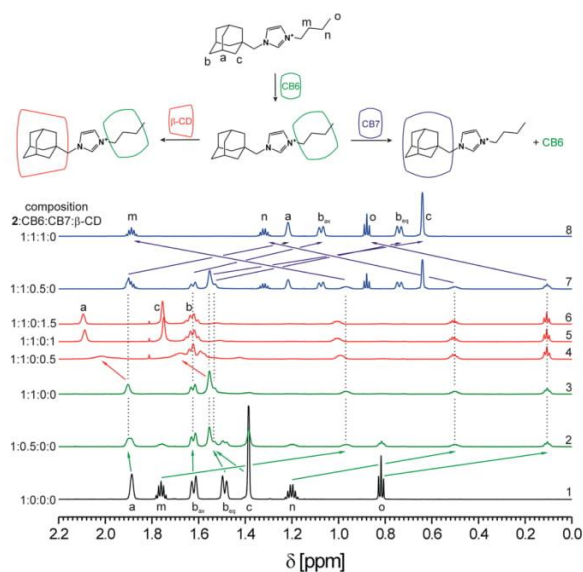 m
o
n
N
N+
b
a
c
CB6
β-CD
CB7
N
N+
N
N+
N
N+
+ CB6
composition
2:CB6:CB7:β-CD
m
n
a
b_ax
o
b_eq
c
1:1:1:0
8
1:1:0.5:0
7
a
c
b
1:1:0:1.5
6
1:1:0:1
5
1:1:0:0.5
4
1:1:0:0
3
1:0.5:0:0
2
1:0:0:0
1
a
m
b_ax
b_eq
c
n
o
2.2
2.0
1.8
1.6
1.4
1.2
1.0
0.8
0.6
0.4
0.2
0.0
δ [ppm]